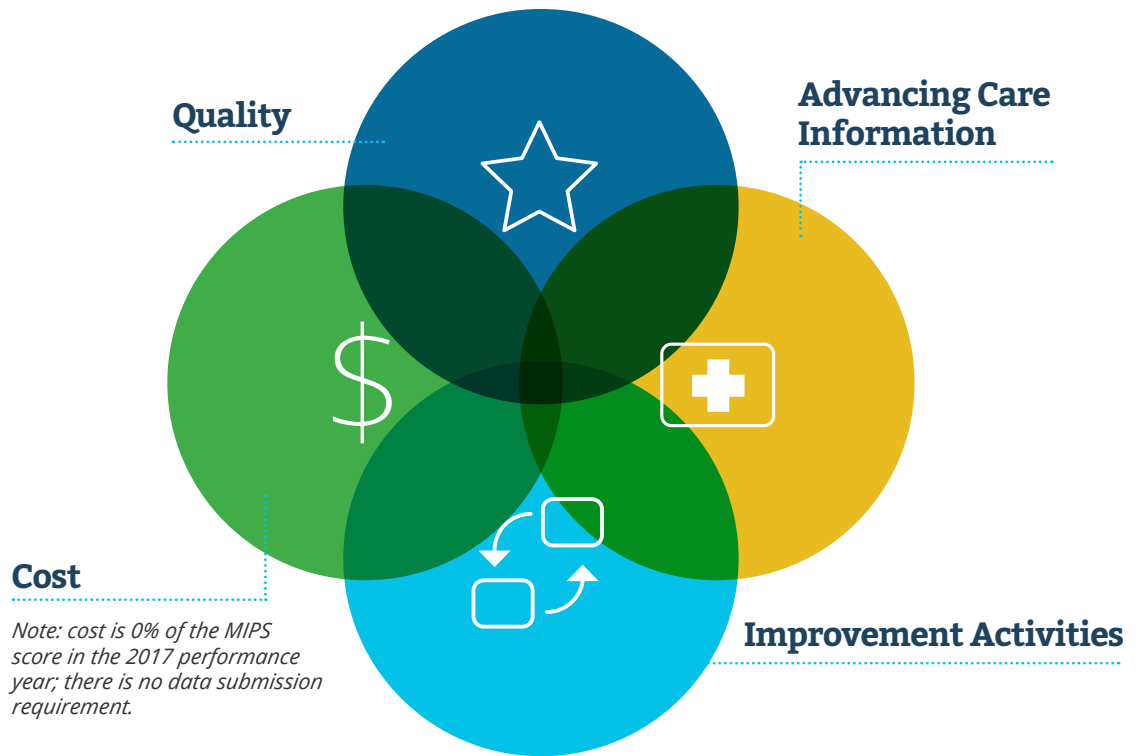 Quality
Advancing Care
Information
$
Cost
Note: cost is 0% of the MIPS
score in the 2017 performance
year; there is no data submission
requirement.
Improvement Activities